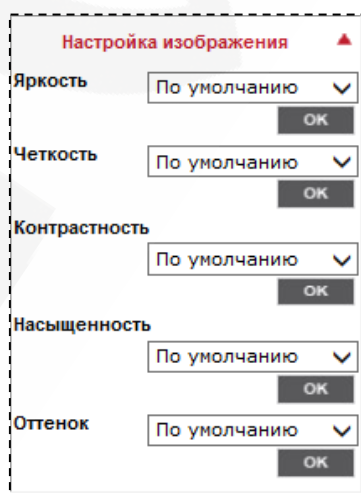 Настройка изображения
Яркость
По умолчанию
OK
Четкость
По умолчанию
OK
Контрастность
По умолчанию
OK
Насыщенность
По умолчанию
OK
Оттенок
По умолчанию
OK